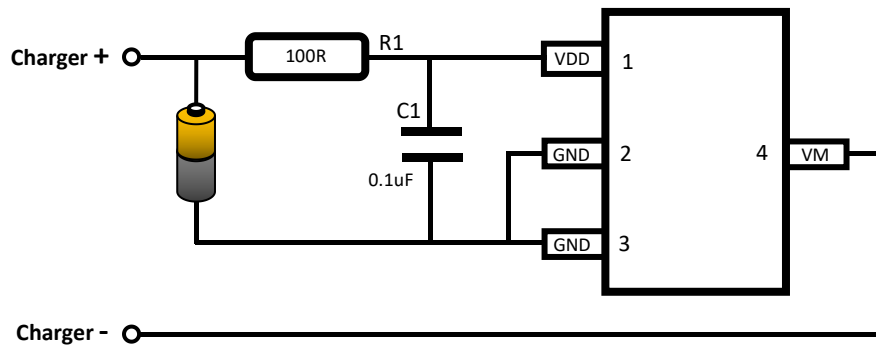 Charger +
100R
R1
VDD
1
C1
0.1uF
GND
2
4
VM
GND
3
Charger -